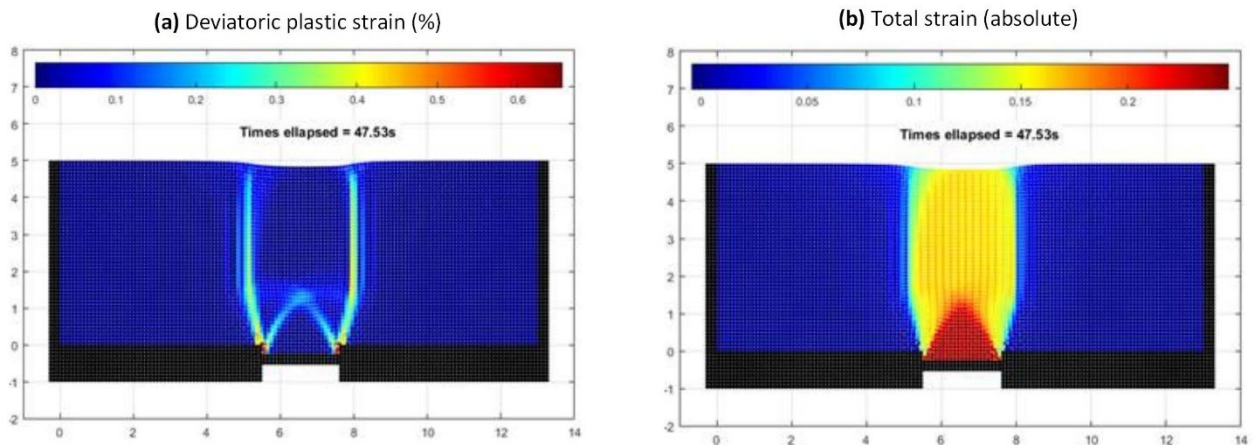 (a) Deviatoric plastic strain (%)
8
7
0 0.1 0.2 0.3 0.4 0.5 0.6
6
Times ellapsed = 47.53s
5
4
3
2
1
0
-1
-2
0 2 4 6 8 10 12 14
(b) Total strain (absolute)
8
7
0 0.05 0.1 0.15 0.2
6
Times ellapsed = 47.53s
5
4
3
2
1
0
-1
-2
0 2 4 6 8 10 12 14